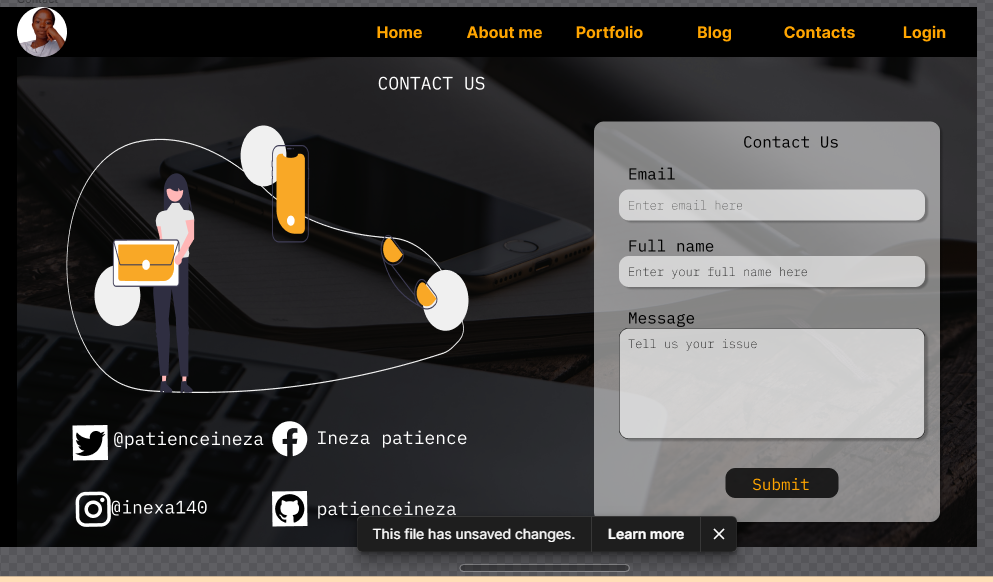 Home About me Portfolio Blog Contacts Login
CONTACT US
Contact Us
Email
Enter email here
Full name
Enter your full name here
Message
Tell us your issue
Submit
@patienceineza
Ineza patience
@inexa140
patienceineza
This file has unsaved changes. Learn more